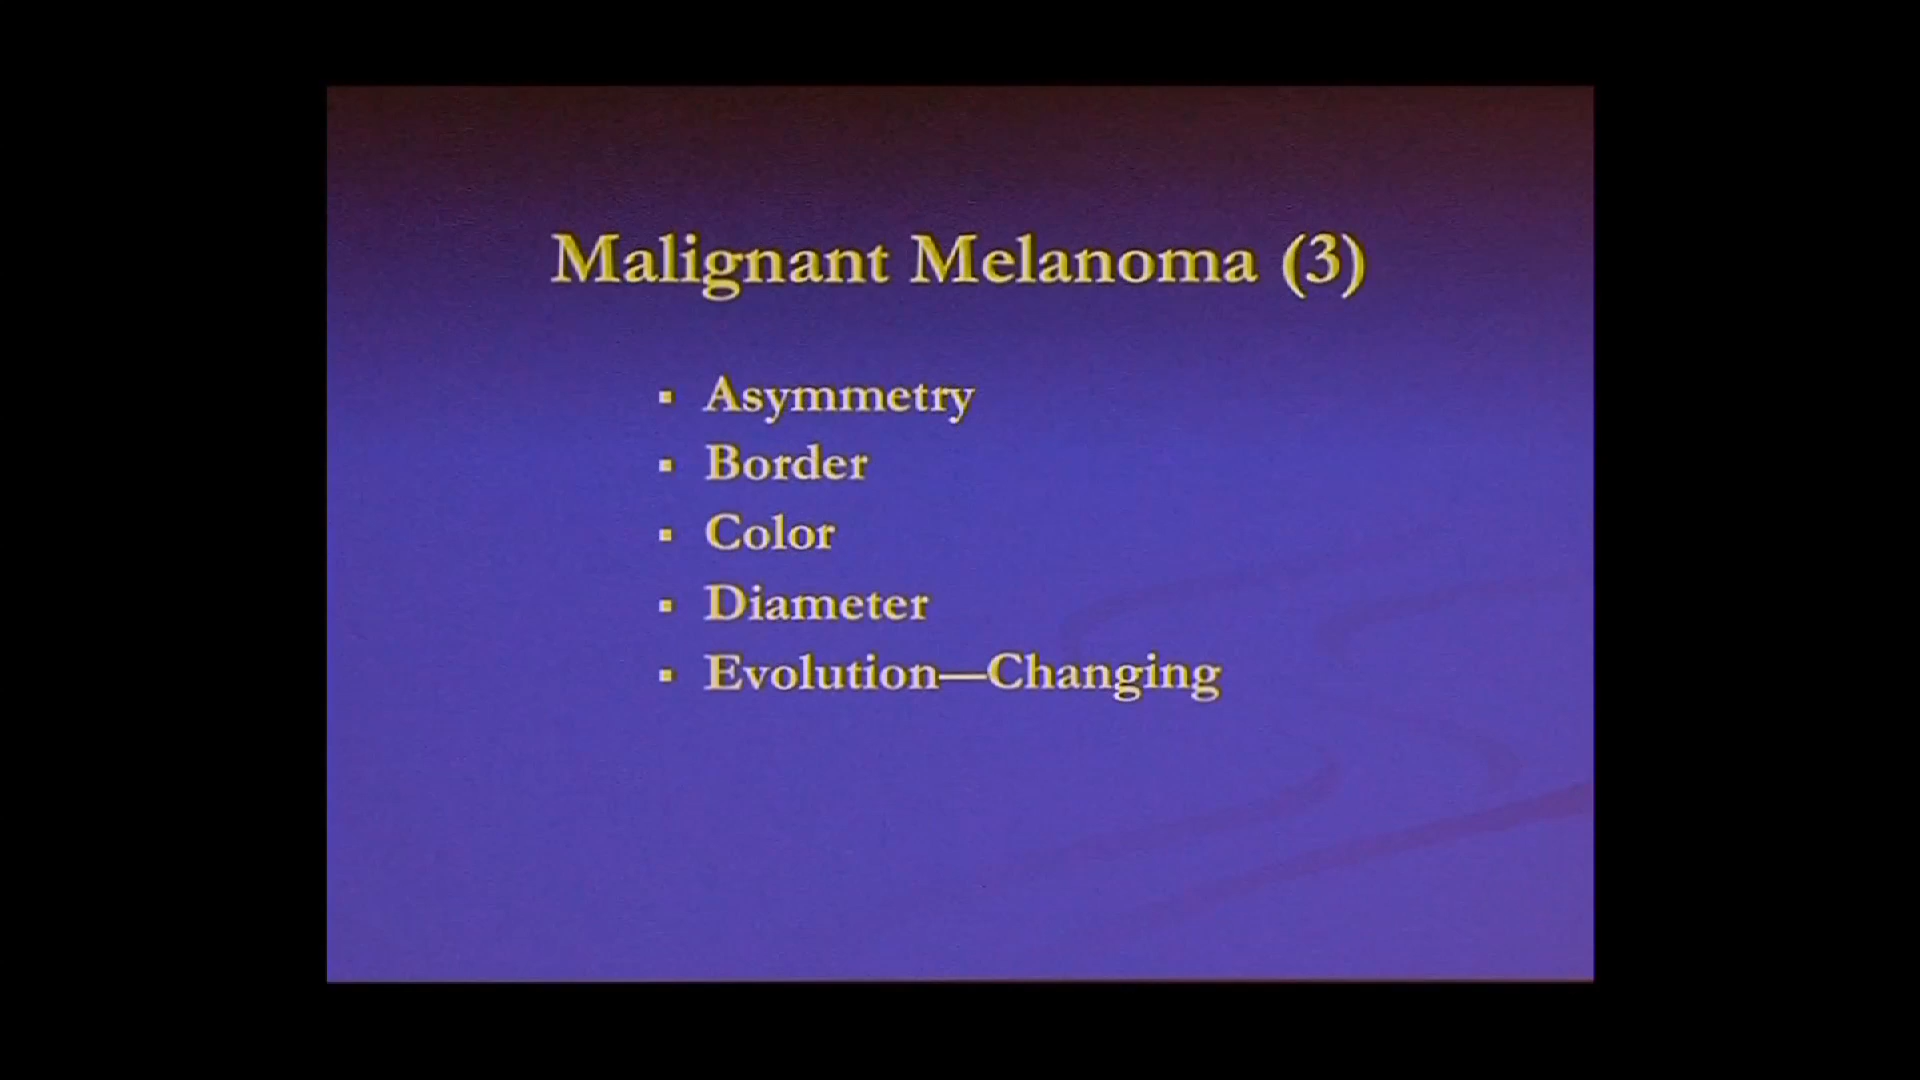 Malignant Melanoma (3)
▪ Asymmetry
▪ Border
▪ Color
▪ Diameter
▪ Evolution—Changing